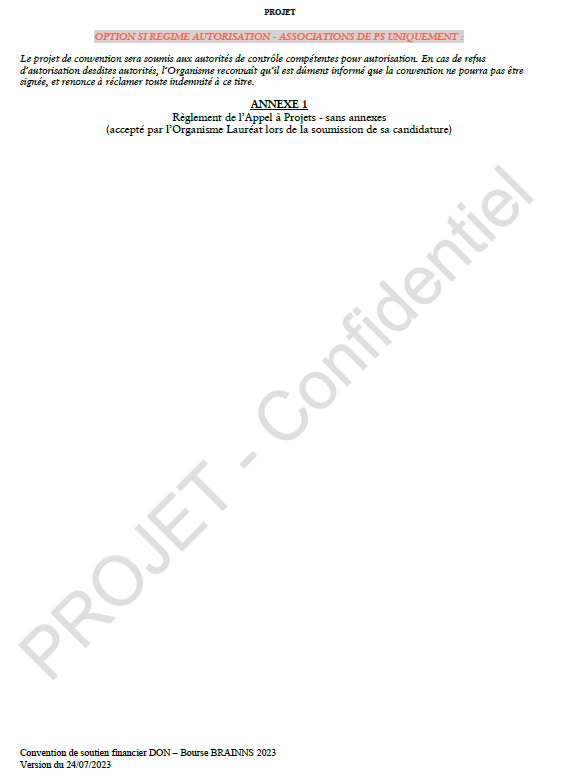 PROJET
OPTION SI REGIME AUTORISATION - ASSOCIATIONS DE PS UNIQUEMENT :
Le projet de convention sera soumis aux autorités de contrôle compétentes pour autorisation. En cas de refus
d'autorisation desdites autorités, l'Organisme reconnaît qu'il est dûment informé que la convention ne pourra pas être
signée, et renonce à réclamer toute indemnité à ce titre.
ANNEXE 1
Règlement de l'Appel à Projets - sans annexes
(accepté par l'Organisme Lauréat lors de la soumission de sa candidature)
PROJET - Confidentiel
Convention de soutien financier DON – Bourse BRAINNS 2023
Version du 24/07/2023